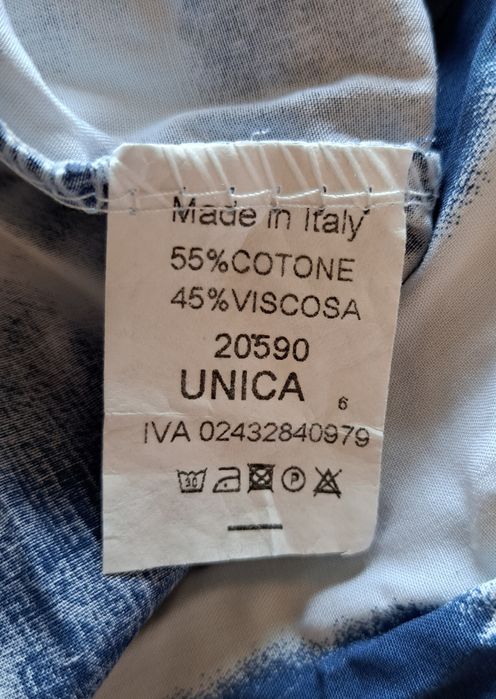 Made in Italy
55%COTONE
45%VISCOSA
20590
UNICA 6
IVA 02432840979
P